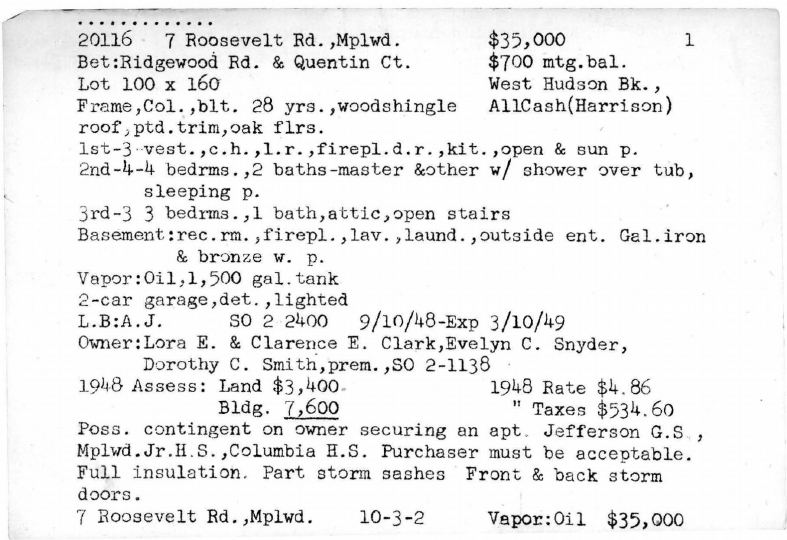 20116 7 Roosevelt Rd.,Mplwd. $35,000 1
Bet:Ridgewood Rd. & Quentin Ct. $700 mtg.bal.
Lot 100 x 160 West Hudson Bk.,
Frame,Col.,blt. 28 yrs.,woodshingle AllCash(Harrison)
roof,ptd.trim,oak flrs.
1st-3 vest.,c.h.,l.r.,firepl.d.r.,kit.,open & sun p.
2nd-4-4 bedrms.,2 baths-master &other w/ shower over tub,
sleeping p.
3rd-3 3 bedrms.,1 bath,attic,open stairs
Basement:rec.rm.,firepl.,lav.,laund.,outside ent. Gal.iron
& bronze w. p.
Vapor:Oil,1,500 gal.tank
2-car garage,det.,lighted
L.B:A.J. SO 2 2400 9/10/48-Exp 3/10/49
Owner:Lora E. & Clarence E. Clark,Evelyn C. Snyder,
Dorothy C. Smith,prem.,SO 2-1138
1948 Assess: Land $3,400. 1948 Rate $4.86
Bldg. 7,600 " Taxes $534.60
Poss. contingent on owner securing an apt. Jefferson G.S.,
Mplwd.Jr.H.S.,Columbia H.S. Purchaser must be acceptable.
Full insulation. Part storm sashes Front & back storm
doors.
7 Roosevelt Rd.,Mplwd. 10-3-2 Vapor:Oil $35,000